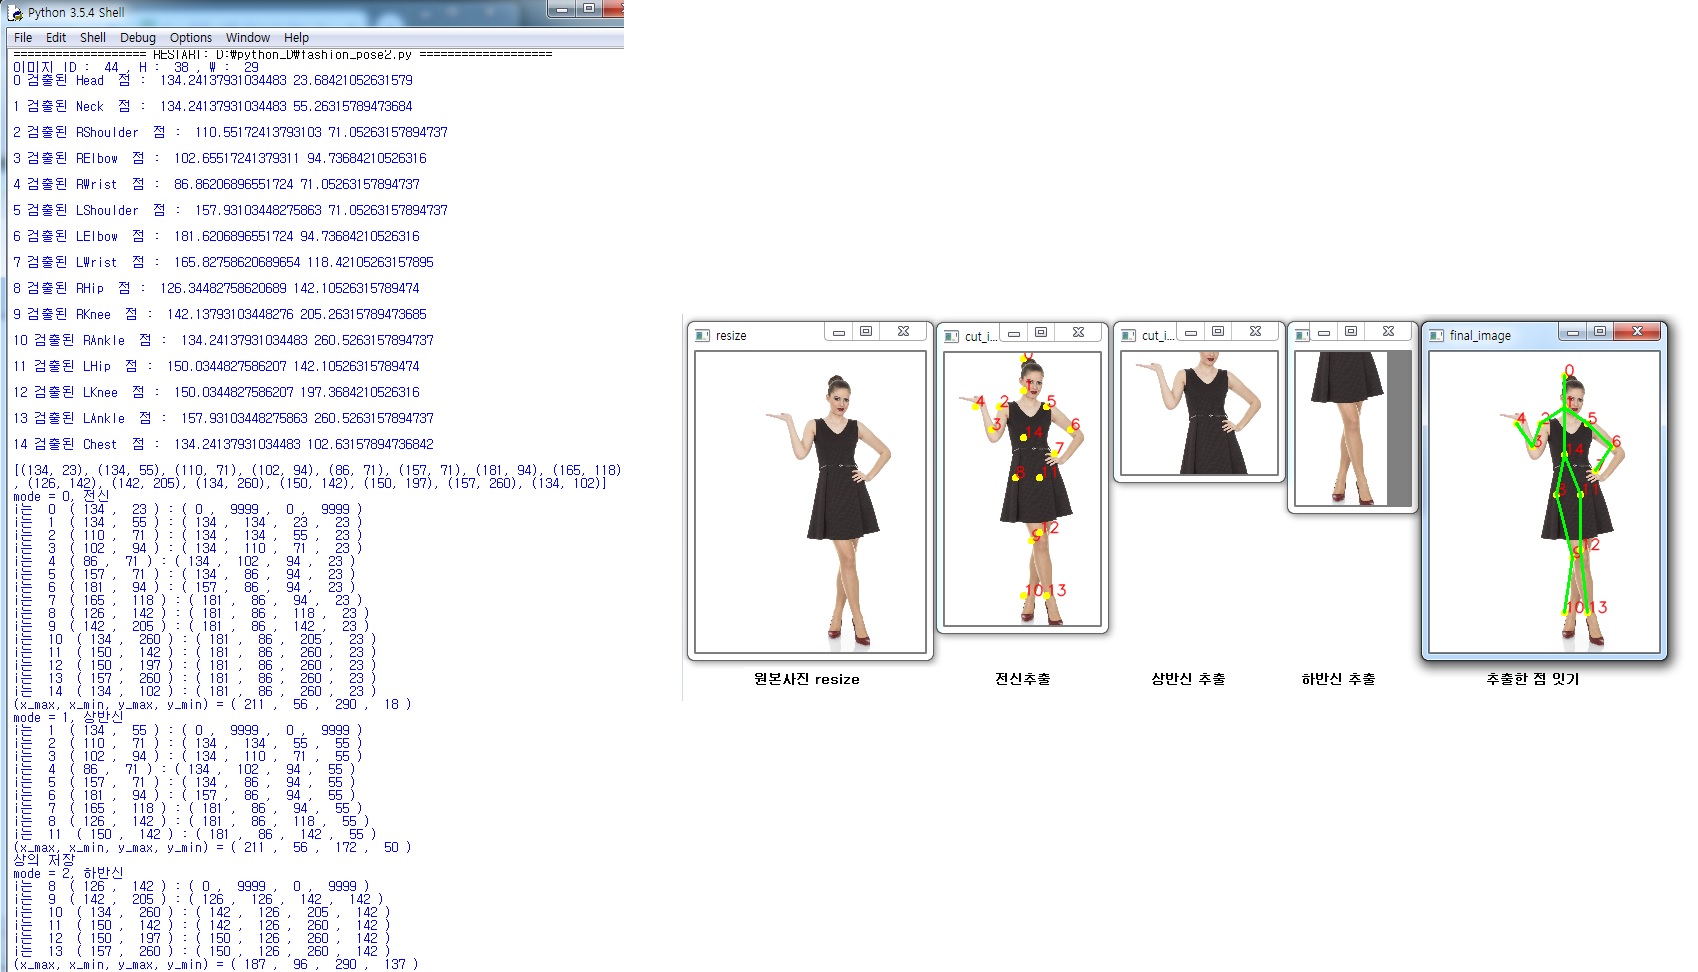 Python 3.5.4 Shell
File Edit Shell Debug Options Window Help
=================== RESTART: D:\python_D\fashion_pose2.py ===================
이미지 ID :  44 , H :  38 , W :  29
0 검출된 Head  점 :  134.24137931034483 23.68421052631579
1 검출된 Neck  점 :  134.24137931034483 55.26315789473684
2 검출된 RShoulder  점 :  110.55172413793103 71.05263157894737
3 검출된 RElbow  점 :  102.65517241379311 94.73684210526316
4 검출된 RWrist  점 :  86.86206896551724 71.05263157894737
5 검출된 LShoulder  점 :  157.93103448275863 71.05263157894737
6 검출된 LElbow  점 :  181.6206896551724 94.73684210526316
7 검출된 LWrist  점 :  165.82758620689654 118.42105263157895
8 검출된 RHip  점 :  126.34482758620689 142.10526315789474
9 검출된 RKnee  점 :  142.13793103448276 205.26315789473685
10 검출된 RAnkle  점 :  134.24137931034483 260.5263157894737
11 검출된 LHip  점 :  150.0344827586207 142.10526315789474
12 검출된 LKnee  점 :  150.0344827586207 197.3684210526316
13 검출된 LAnkle  점 :  157.93103448275863 260.5263157894737
14 검출된 Chest  점 :  134.24137931034483 102.63157894736842
[(134, 23), (134, 55), (110, 71), (102, 94), (86, 71), (157, 71), (181, 94), (165, 118)
, (126, 142), (142, 205), (134, 260), (150, 142), (150, 197), (157, 260), (134, 102)]
mode = 0, 전신
i는  0  ( 134 ,  23 ) : ( 0 ,  9999 ,  0 ,  9999 )
i는  1  ( 134 ,  55 ) : ( 134 ,  134 ,  23 ,  23 )
i는  2  ( 110 ,  71 ) : ( 134 ,  134 ,  55 ,  23 )
i는  3  ( 102 ,  94 ) : ( 134 ,  110 ,  71 ,  23 )
i는  4  ( 86 ,  71 ) : ( 134 ,  102 ,  94 ,  23 )
i는  5  ( 157 ,  71 ) : ( 134 ,  86 ,  94 ,  23 )
i는  6  ( 181 ,  94 ) : ( 157 ,  86 ,  94 ,  23 )
i는  7  ( 165 ,  118 ) : ( 181 ,  86 ,  94 ,  23 )
i는  8  ( 126 ,  142 ) : ( 181 ,  86 ,  118 ,  23 )
i는  9  ( 142 ,  205 ) : ( 181 ,  86 ,  142 ,  23 )
i는  10  ( 134 ,  260 ) : ( 181 ,  86 ,  205 ,  23 )
i는  11  ( 150 ,  142 ) : ( 181 ,  86 ,  260 ,  23 )
i는  12  ( 150 ,  197 ) : ( 181 ,  86 ,  260 ,  23 )
i는  13  ( 157 ,  260 ) : ( 181 ,  86 ,  260 ,  23 )
i는  14  ( 134 ,  102 ) : ( 181 ,  86 ,  260 ,  23 )
(x_max, x_min, y_max, y_min) = ( 211 ,  56 ,  290 ,  18 )
mode = 1, 상반신
i는  1  ( 134 ,  55 ) : ( 0 ,  9999 ,  0 ,  9999 )
i는  2  ( 110 ,  71 ) : ( 134 ,  134 ,  55 ,  55 )
i는  3  ( 102 ,  94 ) : ( 134 ,  110 ,  71 ,  55 )
i는  4  ( 86 ,  71 ) : ( 134 ,  102 ,  94 ,  55 )
i는  5  ( 157 ,  71 ) : ( 134 ,  86 ,  94 ,  55 )
i는  6  ( 181 ,  94 ) : ( 157 ,  86 ,  94 ,  55 )
i는  7  ( 165 ,  118 ) : ( 181 ,  86 ,  94 ,  55 )
i는  8  ( 126 ,  142 ) : ( 181 ,  86 ,  118 ,  55 )
i는  11  ( 150 ,  142 ) : ( 181 ,  86 ,  142 ,  55 )
(x_max, x_min, y_max, y_min) = ( 211 ,  56 ,  172 ,  50 )
상의 저장
mode = 2, 하반신
i는  8  ( 126 ,  142 ) : ( 0 ,  9999 ,  0 ,  9999 )
i는  9  ( 142 ,  205 ) : ( 126 ,  126 ,  142 ,  142 )
i는  10  ( 134 ,  260 ) : ( 142 ,  126 ,  205 ,  142 )
i는  11  ( 150 ,  142 ) : ( 142 ,  126 ,  260 ,  142 )
i는  12  ( 150 ,  197 ) : ( 150 ,  126 ,  260 ,  142 )
i는  13  ( 157 ,  260 ) : ( 150 ,  126 ,  260 ,  142 )
(x_max, x_min, y_max, y_min) = ( 187 ,  96 ,  290 ,  137 )
resize
cut_i...
cut_i...
final_image
0
1
4 2 5
3 14 6
7
8 11
12
9
10 13
0
1
4 2 5
3 14 6
7
8 11
9 12
10 13
원본사진 resize
전신추출
상반신 추출
하반신 추출
추출한 점 잇기